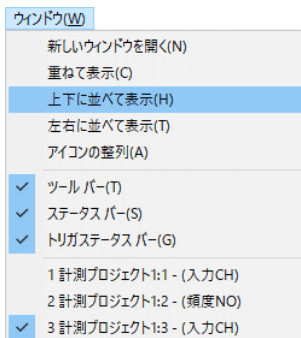 ウィンドウ(W)
新しいウィンドウを開く(N)
重ねて表示(C)
上下に並べて表示(H)
左右に並べて表示(T)
アイコンの整列(A)
ツール バー(T)
ステータス バー(S)
トリガステータス バー(G)
1 計測プロジェクト1:1 - (入力CH)
2 計測プロジェクト1:2 - (頻度NO)
3 計測プロジェクト1:3 - (入力CH)